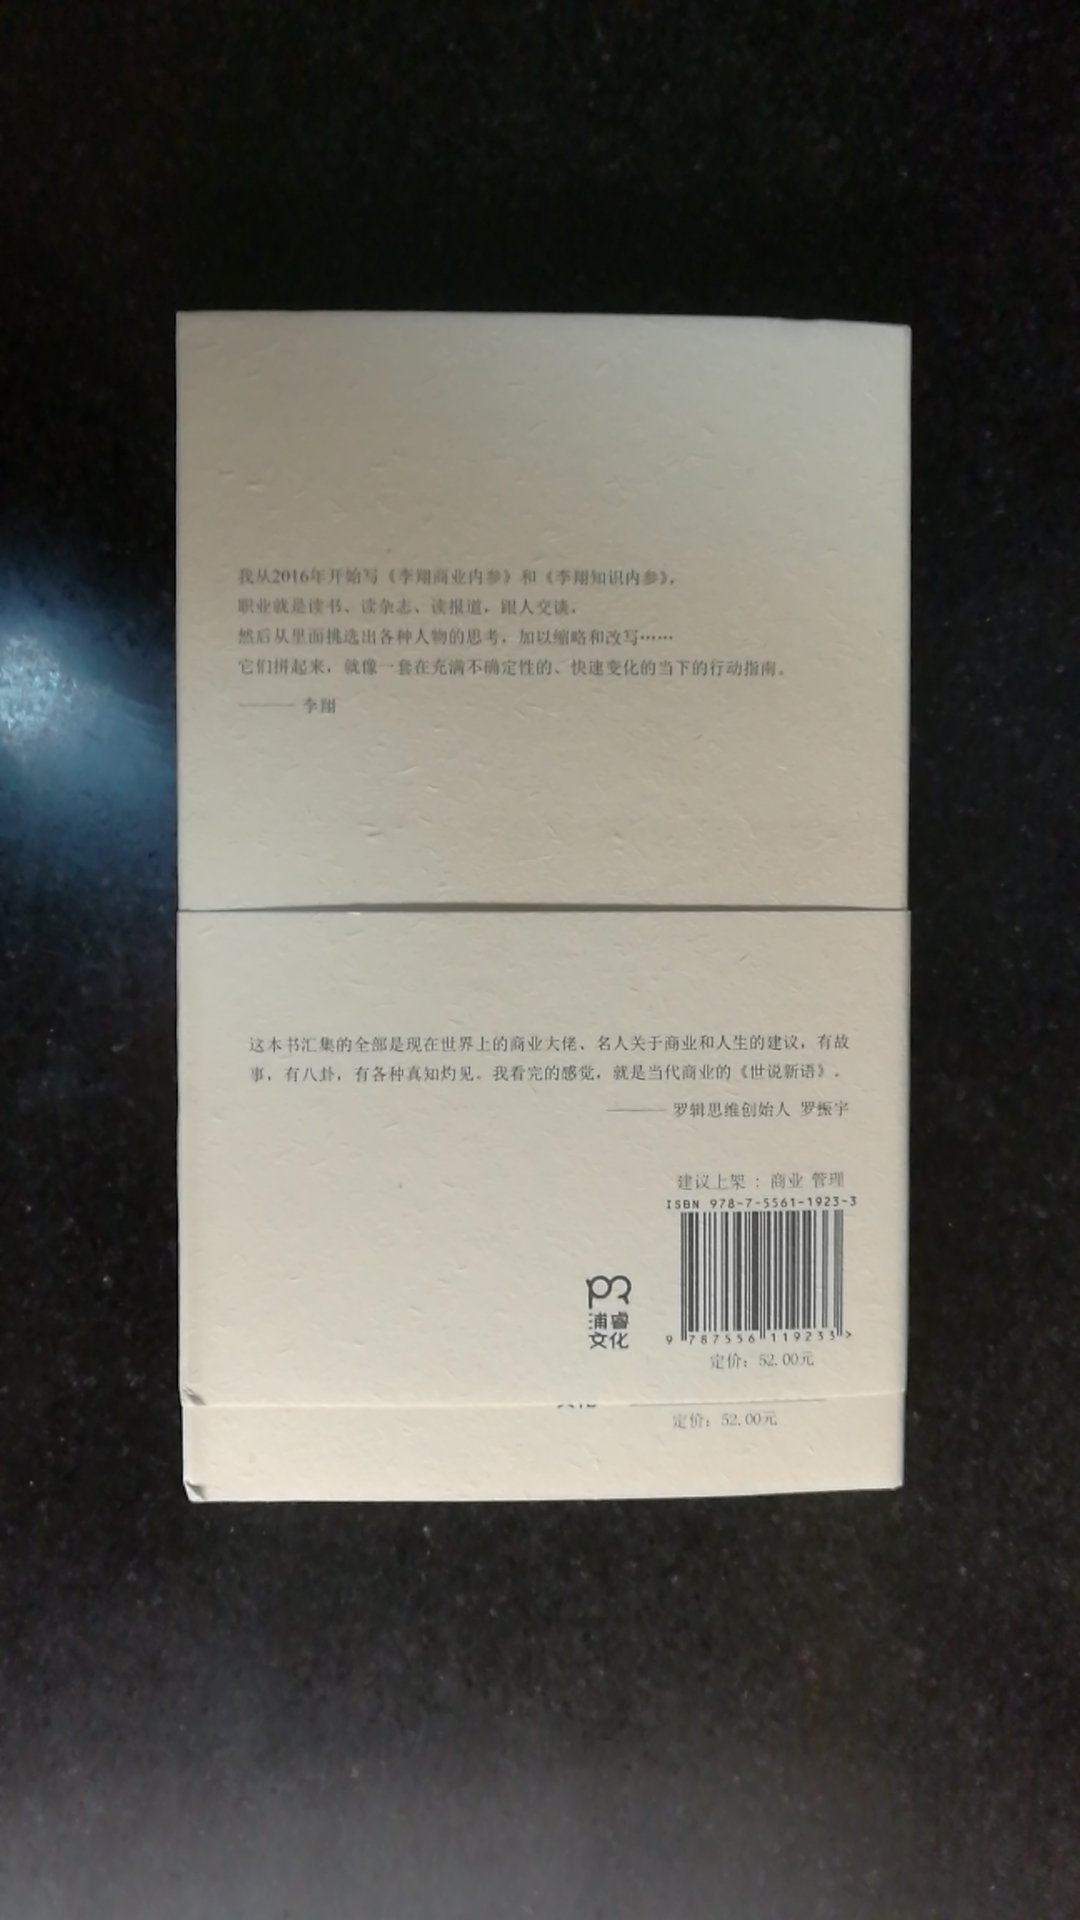 我从2016年开始写《李翔商业内参》和《李翔知识内参》，
职业就是读书、读杂志、读报道，跟人交谈，
然后从里面挑选出各种人物的思考，加以缩略和改写……
它们拼起来，就像一套在充满不确定性的、快速变化的当下的行动指南。
——— 李翔
这本书汇集的全部是现在世界上的商业大佬、名人关于商业和人生的建议，有故
事，有八卦，有各种真知灼见。我看完的感觉，就是当代商业的《世说新语》。
——— 罗辑思维创始人 罗振宇
建议上架：商业 管理
ISBN 978-7-5561-1923-3
浦睿
文化
9 787556 119233 >
定价：52.00元
定价：52.00元